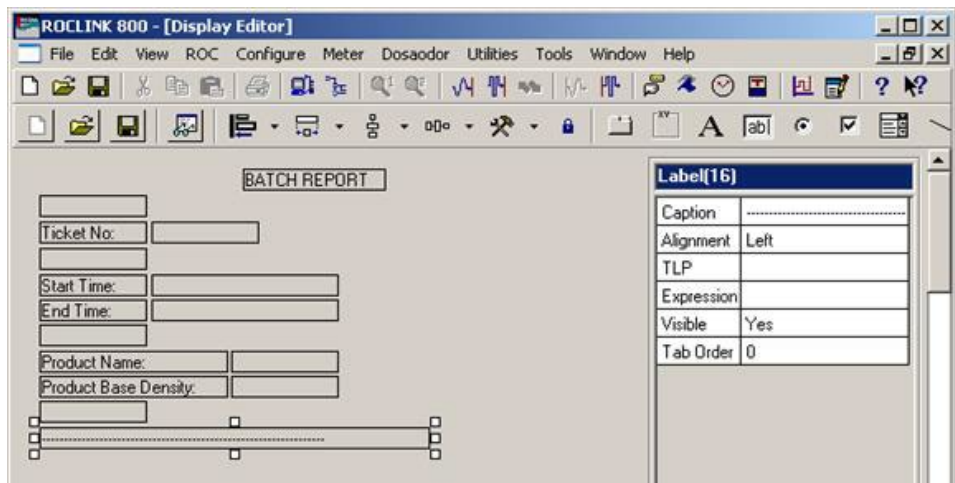 ROCLINK 800 - [Display Editor]
File Edit View ROC Configure Meter Dosaodor Utilities Tools Window Help
XY A ab|
BATCH REPORT
Label(16)
Caption -----------------------------------
Alignment Left
TLP
Expression
Visible Yes
Tab Order 0
Ticket No:
Start Time:
End Time:
Product Name:
Product Base Density:
--------------------------------------------------------------